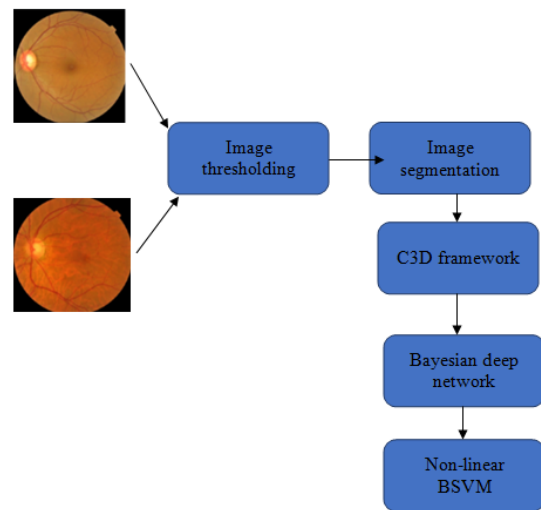 Image
thresholding
Image
segmentation
C3D framework
Bayesian deep
network
Non-linear
BSVM